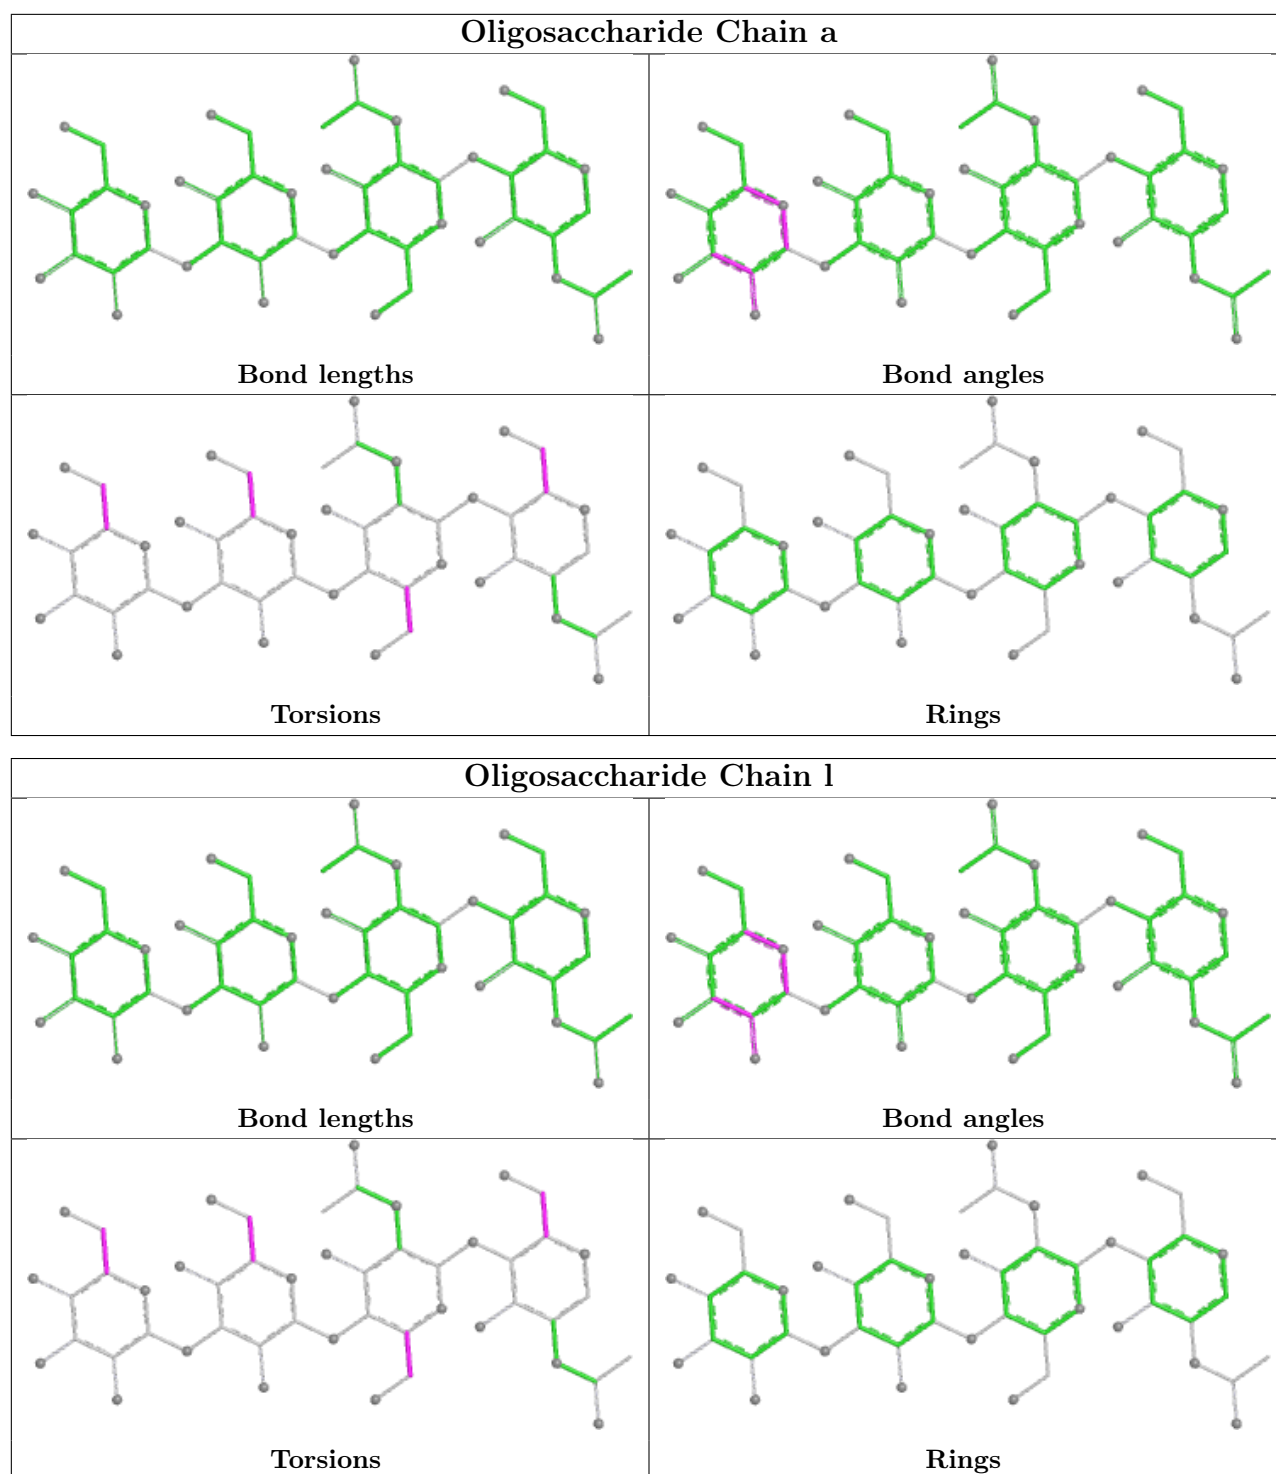 Oligosaccharide Chain a
Bond lengths
Bond angles
Torsions
Rings
Oligosaccharide Chain l
Bond lengths
Bond angles
Torsions
Rings